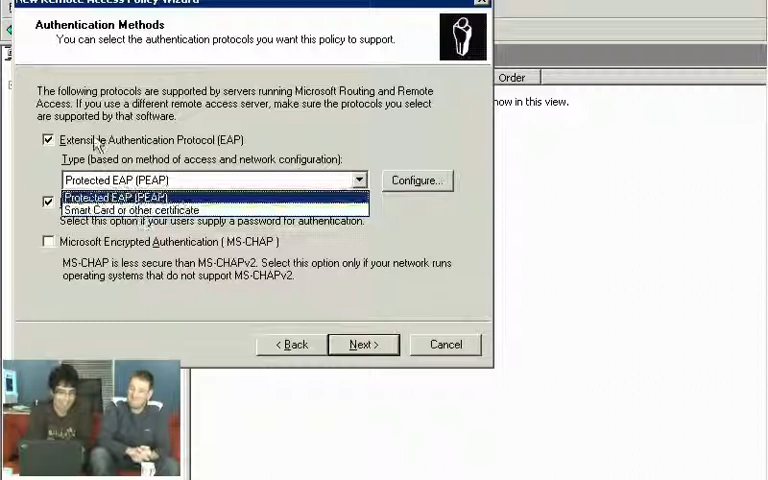 New Remote Access Policy Wizard
Authentication Methods
You can select the authentication protocols you want this policy to support.
Order
The following protocols are supported by servers running Microsoft Routing and Remote
Access. If you use a different remote access server, make sure the protocols you select
are supported by that software.
how in this view.
Extensible Authentication Protocol (EAP)
Type (based on method of access and network configuration):
Protected EAP (PEAP)
Configure...
Protected EAP (PEAP)
Smart Card or other certificate
Select this option if your users supply a password for authentication.
Microsoft Encrypted Authentication ( MS-CHAP )
MS-CHAP is less secure than MS-CHAPv2. Select this option only if your network runs
operating systems that do not support MS-CHAPv2.
< Back
Next >
Cancel